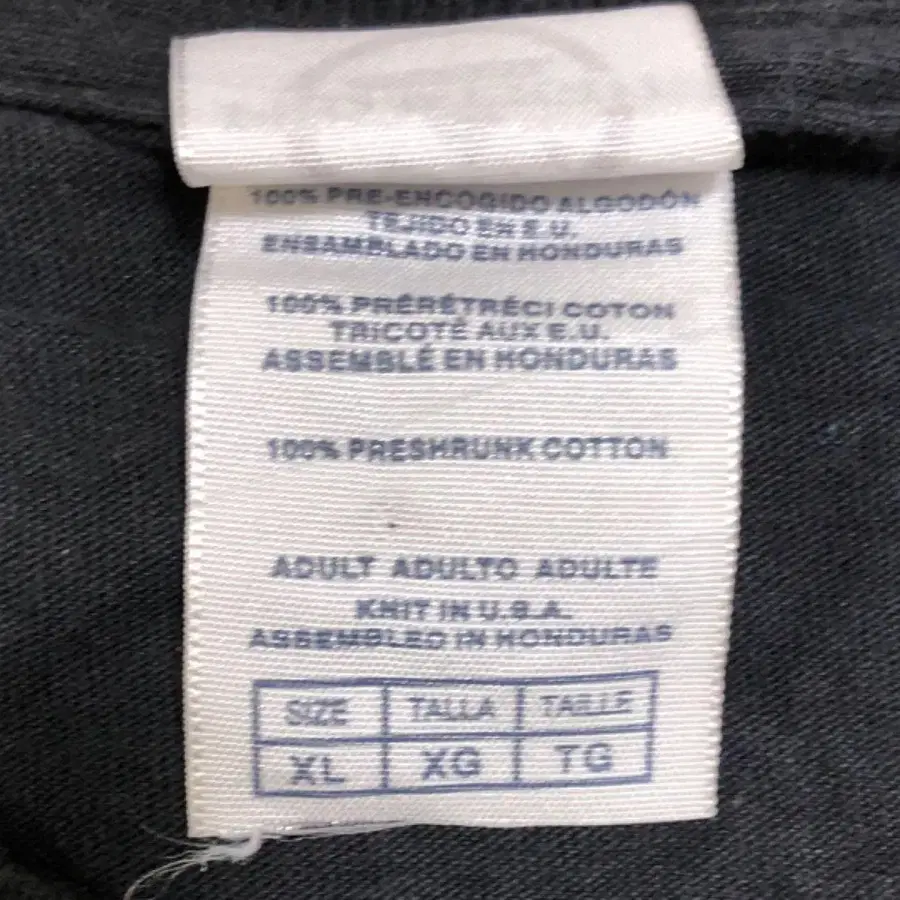 100% PRE-ENCOGIDO ALGODÓN
TEJIDO EN E.U.
ENSAMBLADO EN HONDURAS
100% PRÉRÉTRÉCI COTON
TRICOTÉ AUX E.U.
ASSEMBLÉ EN HONDURAS
100% PRESHRUNK COTTON
ADULT ADULTO ADULTE
KNIT IN U.S.A.
ASSEMBLED IN HONDURAS
SIZE TALLA TAILLE
XL XG TG